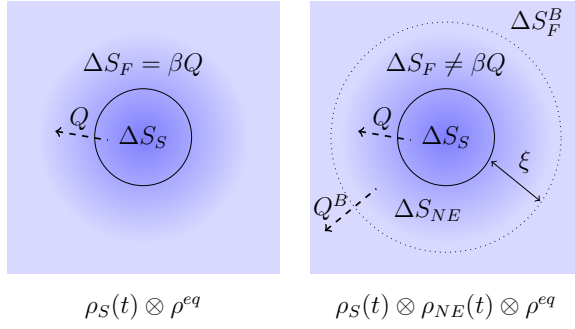 ΔS_F = βQ
Q
ΔS_S
ρ_S(t) ⊗ ρ^{eq}
ΔS_F^B
ΔS_F ≠ βQ
Q
ΔS_S
ξ
Q^B
ΔS_{NE}
ρ_S(t) ⊗ ρ_{NE}(t) ⊗ ρ^{eq}